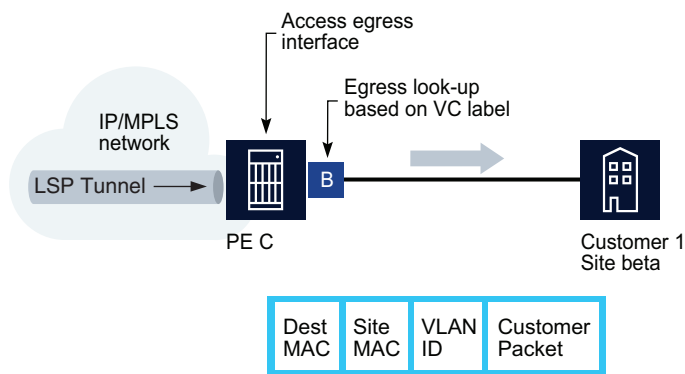 Access egress
interface
Egress look-up
based on VC label
IP/MPLS
network
LSP Tunnel
B
PE C
Customer 1
Site beta
Dest
MAC
Site
MAC
VLAN
ID
Customer
Packet